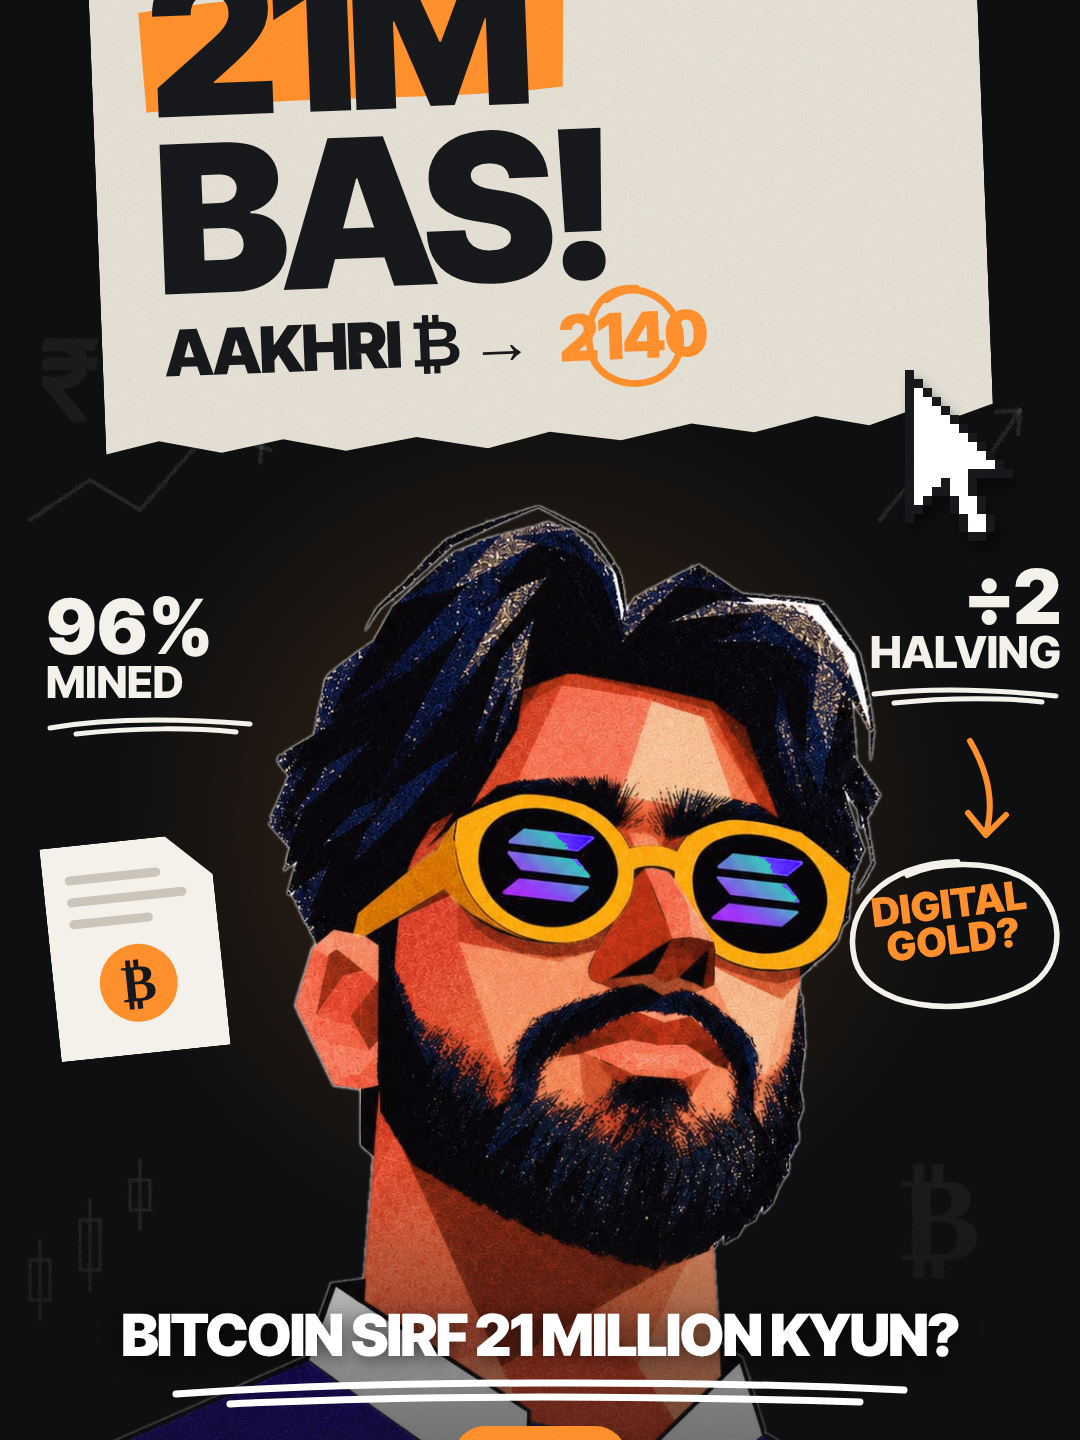 21M
BAS!
AAKHRI ₿ → 2140
96%
MINED
÷2
HALVING
DIGITAL
GOLD?
₿
₹
₿
BITCOIN SIRF 21 MILLION KYUN?